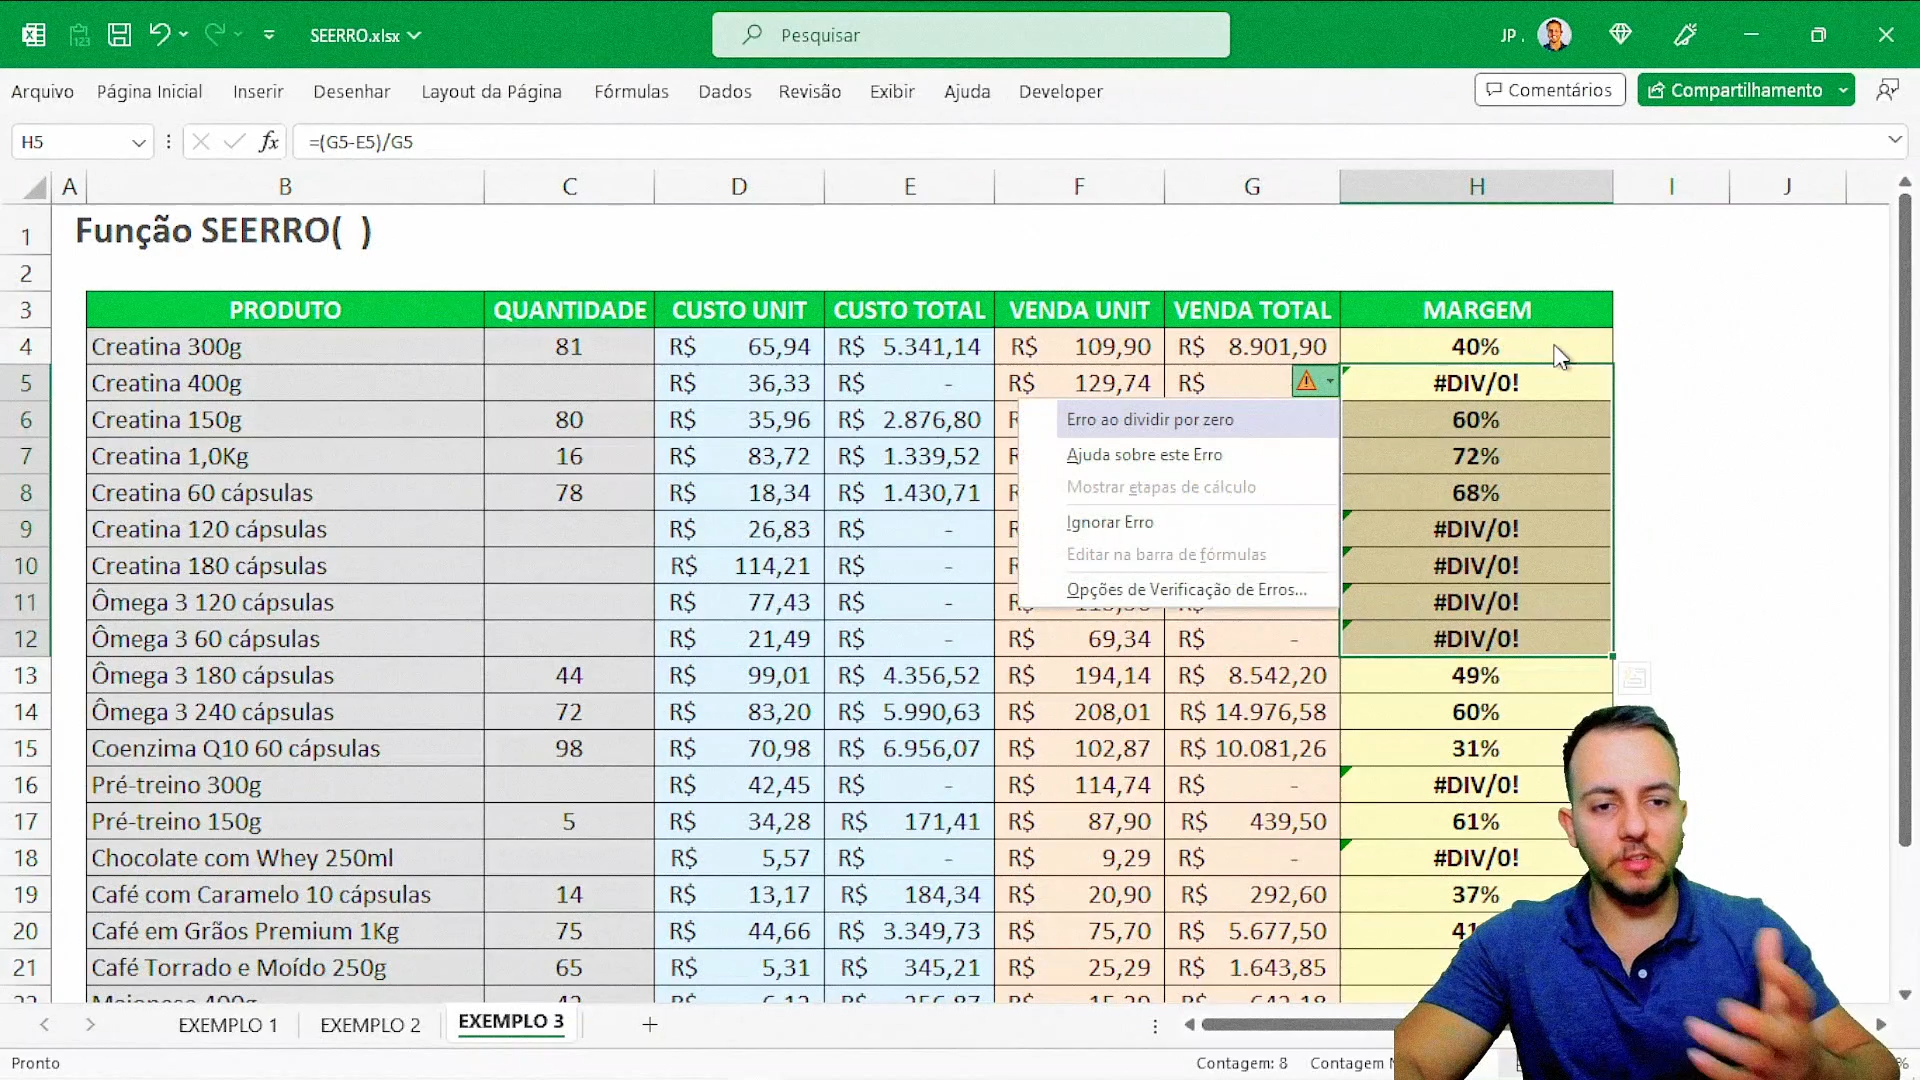 SEERRO.xlsx
Pesquisar
JP .
Arquivo Página Inicial Inserir Desenhar Layout da Página Fórmulas Dados Revisão Exibir Ajuda Developer
Comentários
Compartilhamento
H5 fx =(G5-E5)/G5
A B C D E F G H I J
1 Função SEERRO( )
2
3 PRODUTO QUANTIDADE CUSTO UNIT CUSTO TOTAL VENDA UNIT VENDA TOTAL MARGEM
4 Creatina 300g 81 R$ 65,94 R$ 5.341,14 R$ 109,90 R$ 8.901,90 40%
5 Creatina 400g R$ 36,33 R$ - R$ 129,74 R$ #DIV/0!
6 Creatina 150g 80 R$ 35,96 R$ 2.876,80 60%
7 Creatina 1,0Kg 16 R$ 83,72 R$ 1.339,52 72%
8 Creatina 60 cápsulas 78 R$ 18,34 R$ 1.430,71 68%
9 Creatina 120 cápsulas R$ 26,83 R$ - #DIV/0!
10 Creatina 180 cápsulas R$ 114,21 R$ - #DIV/0!
11 Ômega 3 120 cápsulas R$ 77,43 R$ - #DIV/0!
12 Ômega 3 60 cápsulas R$ 21,49 R$ - R$ 69,34 R$ - #DIV/0!
13 Ômega 3 180 cápsulas 44 R$ 99,01 R$ 4.356,52 R$ 194,14 R$ 8.542,20 49%
14 Ômega 3 240 cápsulas 72 R$ 83,20 R$ 5.990,63 R$ 208,01 R$ 14.976,58 60%
15 Coenzima Q10 60 cápsulas 98 R$ 70,98 R$ 6.956,07 R$ 102,87 R$ 10.081,26 31%
16 Pré-treino 300g R$ 42,45 R$ - R$ 114,74 R$ - #DIV/0!
17 Pré-treino 150g 5 R$ 34,28 R$ 171,41 R$ 87,90 R$ 439,50 61%
18 Chocolate com Whey 250ml R$ 5,57 R$ - R$ 9,29 R$ - #DIV/0!
19 Café com Caramelo 10 cápsulas 14 R$ 13,17 R$ 184,34 R$ 20,90 R$ 292,60 37%
20 Café em Grãos Premium 1Kg 75 R$ 44,66 R$ 3.349,73 R$ 75,70 R$ 5.677,50
21 Café Torrado e Moído 250g 65 R$ 5,31 R$ 345,21 R$ 25,29 R$ 1.643,85
Erro ao dividir por zero
Ajuda sobre este Erro
Mostrar etapas de cálculo
Ignorar Erro
Editar na barra de fórmulas
Opções de Verificação de Erros...
EXEMPLO 1 EXEMPLO 2 EXEMPLO 3
Pronto
Contagem: 8 Contagem